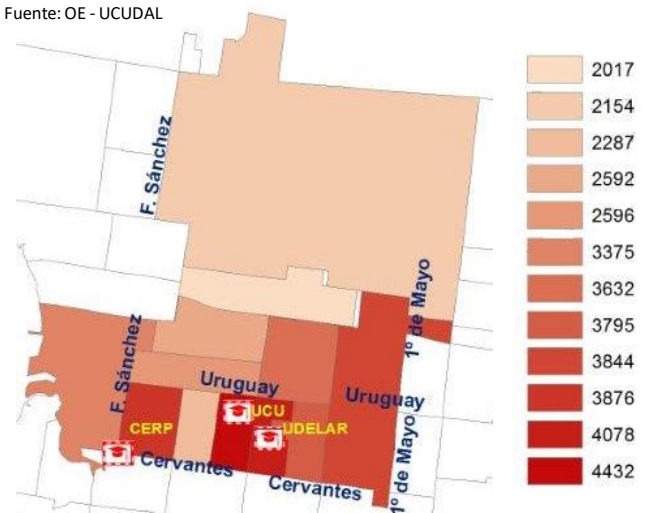 Fuente: OE - UCUDAL
F. Sánchez
1º de Mayo
F. Sánchez
Uruguay
Uruguay
UCU
CERP
UDELAR
1º de Mayo
Cervantes
Cervantes
2017
2154
2287
2592
2596
3375
3632
3795
3844
3876
4078
4432